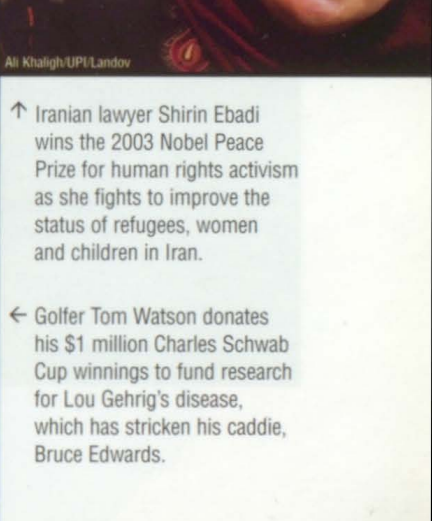 Ali Khaligh/UPI/Landov
↑ Iranian lawyer Shirin Ebadi
wins the 2003 Nobel Peace
Prize for human rights activism
as she fights to improve the
status of refugees, women
and children in Iran.
← Golfer Tom Watson donates
his $1 million Charles Schwab
Cup winnings to fund research
for Lou Gehrig's disease,
which has stricken his caddie,
Bruce Edwards.